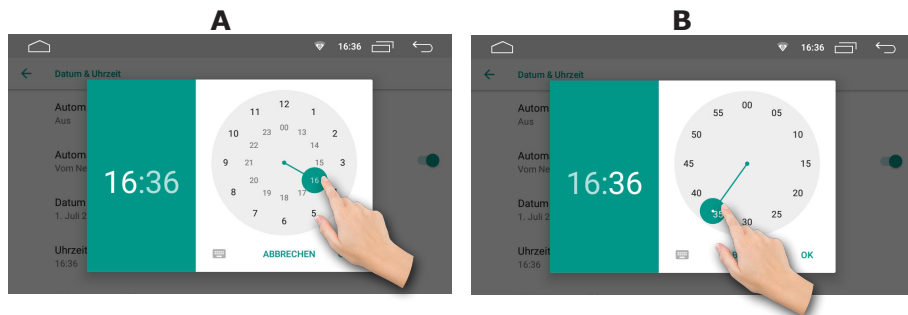 A
16:36
Datum & Uhrzeit
Autom
Aus
Autom
Vom Ne
Datum
1. Juli 2
Uhrzeit
16:36
16:36
12
11 1
00
23 13
10 2
22 14
9 21 15 3
20 16
8
19 17
18
7 5
6
ABBRECHEN
B
16:36
Datum & Uhrzeit
Autom
Aus
Autom
Vom Ne
Datum
1. Juli 2
Uhrzeit
16:36
16:36
00
55 05
50 10
45 15
40 20
35 25
30
OK